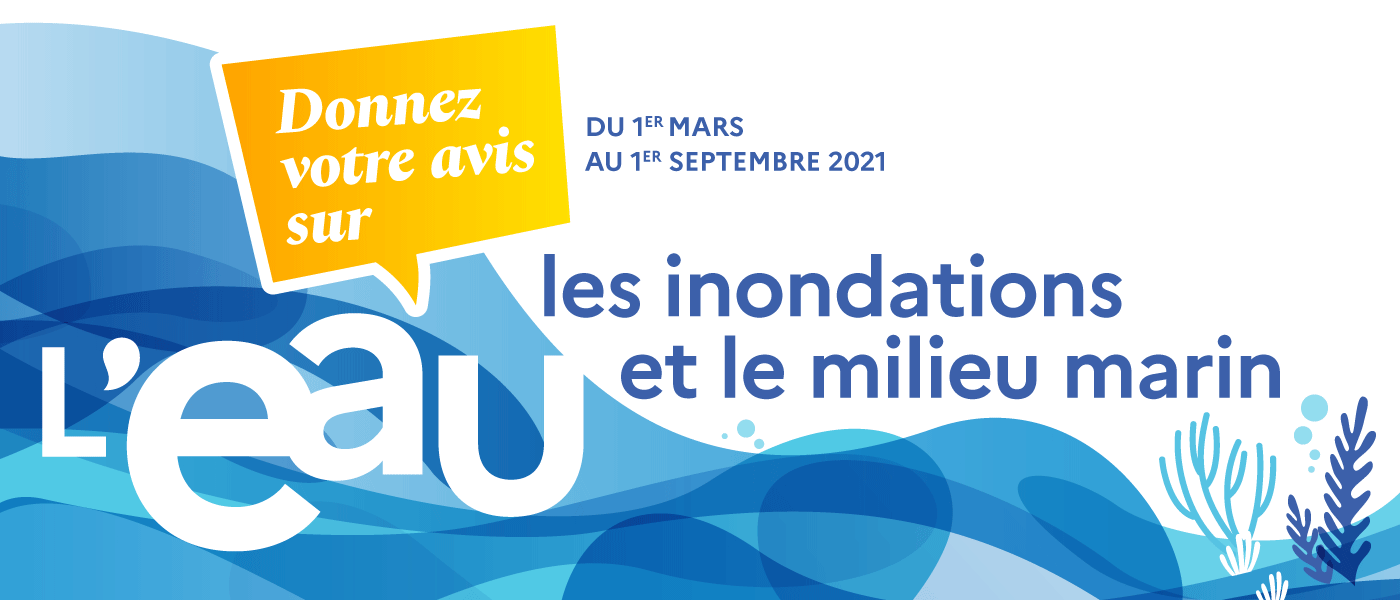 Donnez
votre avis
sur
DU 1ER MARS
AU 1ER SEPTEMBRE 2021
L'eau
les inondations
et le milieu marin